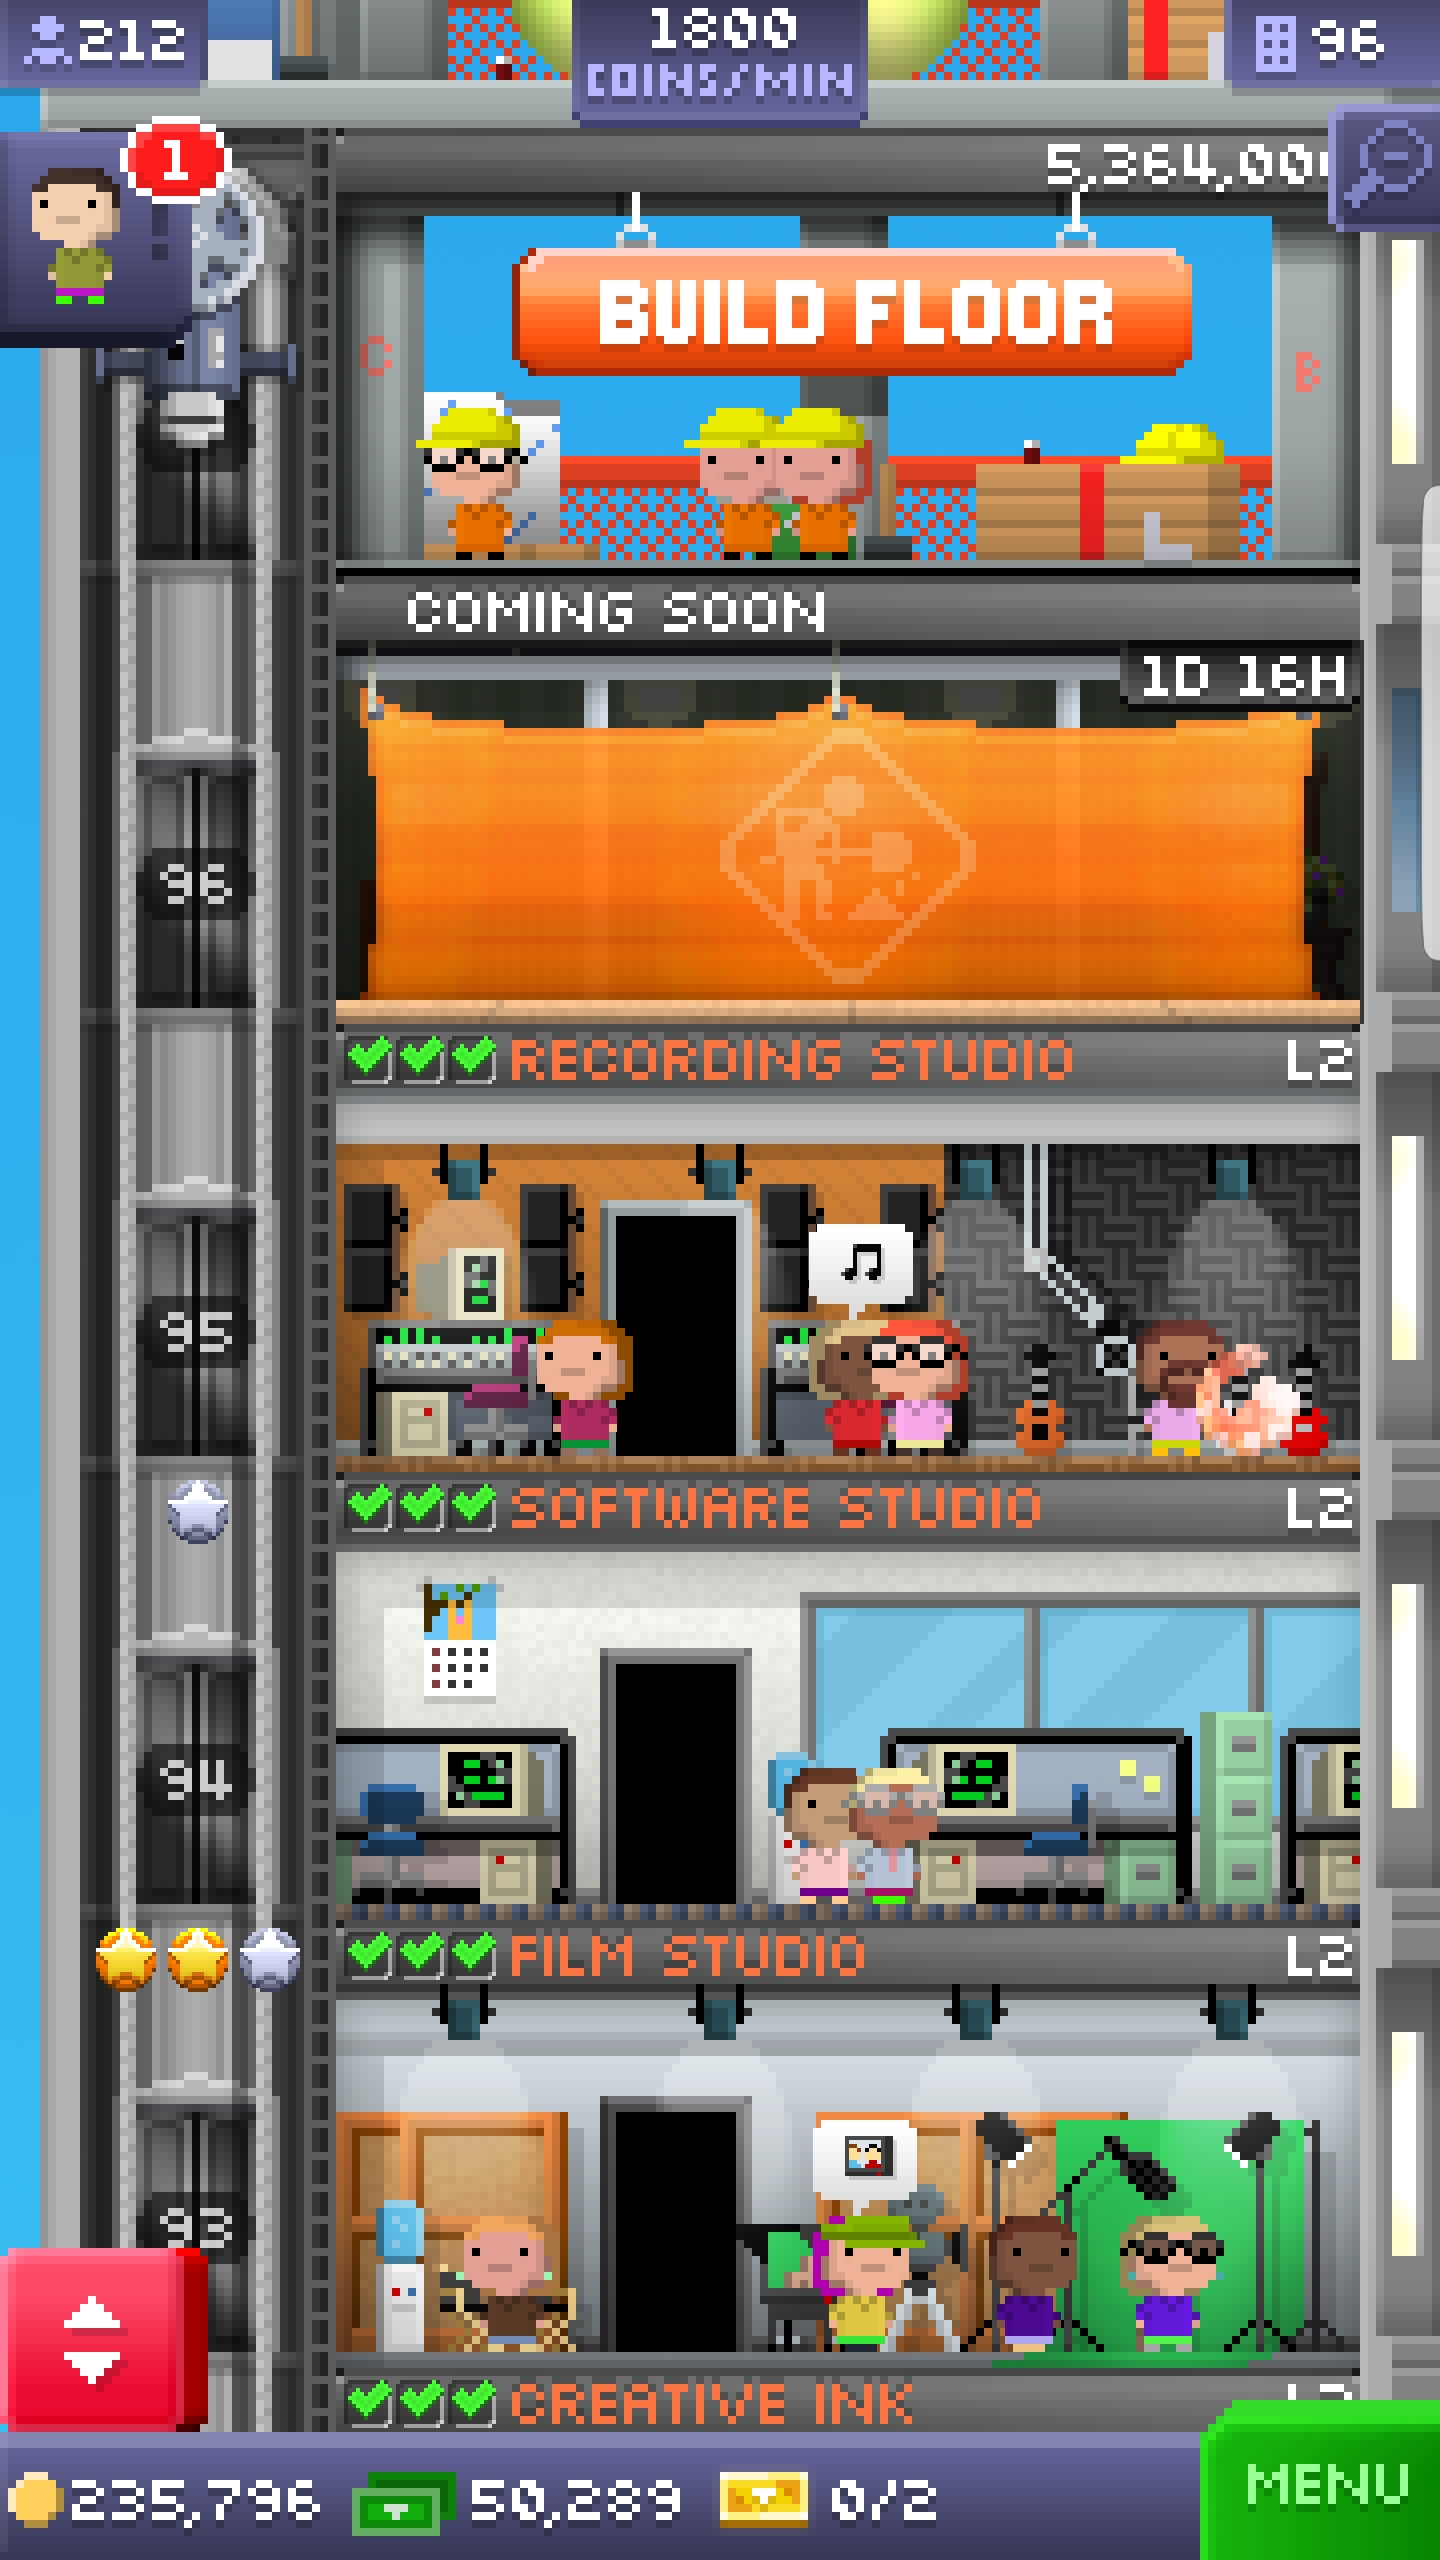 212
1800
COINS/MIN
96
1
5,364,00
BUILD FLOOR
C
B
COMING SOON
1D 16H
96
RECORDING STUDIO L2
95
SOFTWARE STUDIO L2
94
FILM STUDIO L2
93
CREATIVE INK
235,796 50,289 0/2
MENU